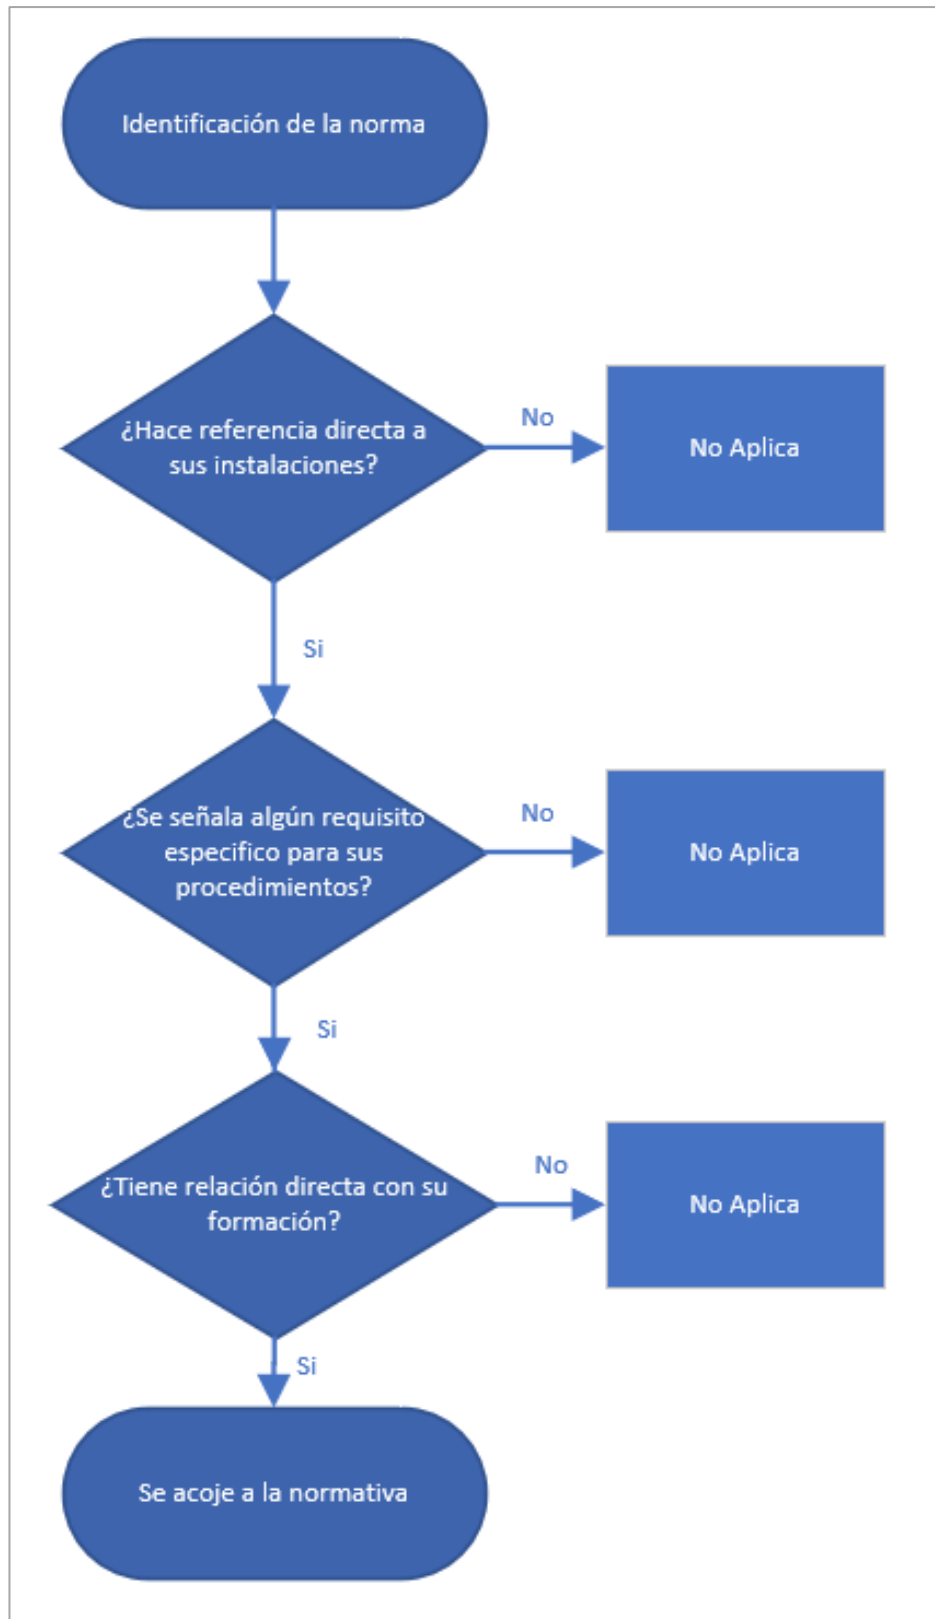 Identificación de la norma
¿Hace referencia directa a
sus instalaciones?
No
No Aplica
Si
¿Se señala algún requisito
especifico para sus
procedimientos?
No
No Aplica
Si
¿Tiene relación directa con su
formación?
No
No Aplica
Si
Se acoje a la normativa